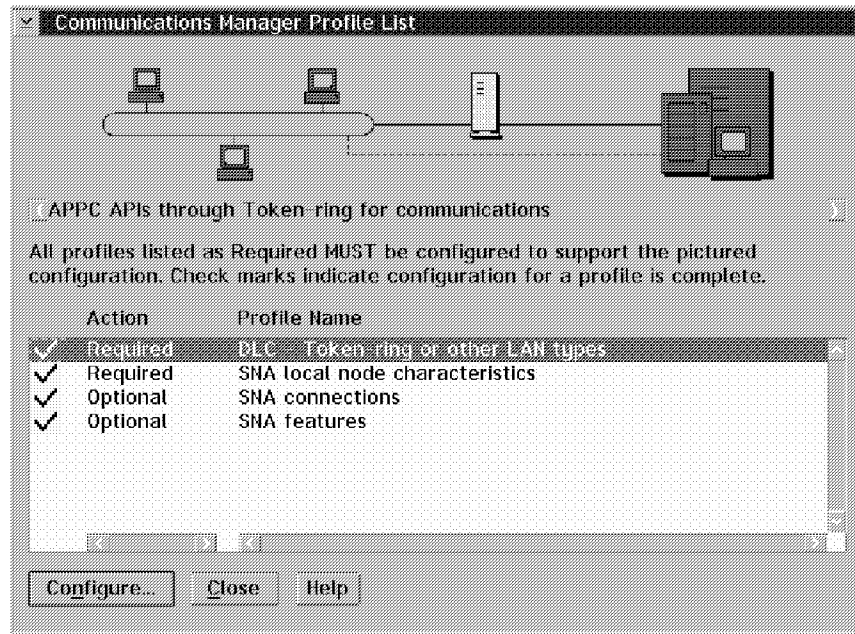 Communications Manager Profile List
APPC APIs through Token-ring for communications
All profiles listed as Required MUST be configured to support the pictured
configuration. Check marks indicate configuration for a profile is complete.
Action Profile Name
Required DLC - Token-ring or other LAN types
Required SNA local node characteristics
Optional SNA connections
Optional SNA features
Configure... Close Help